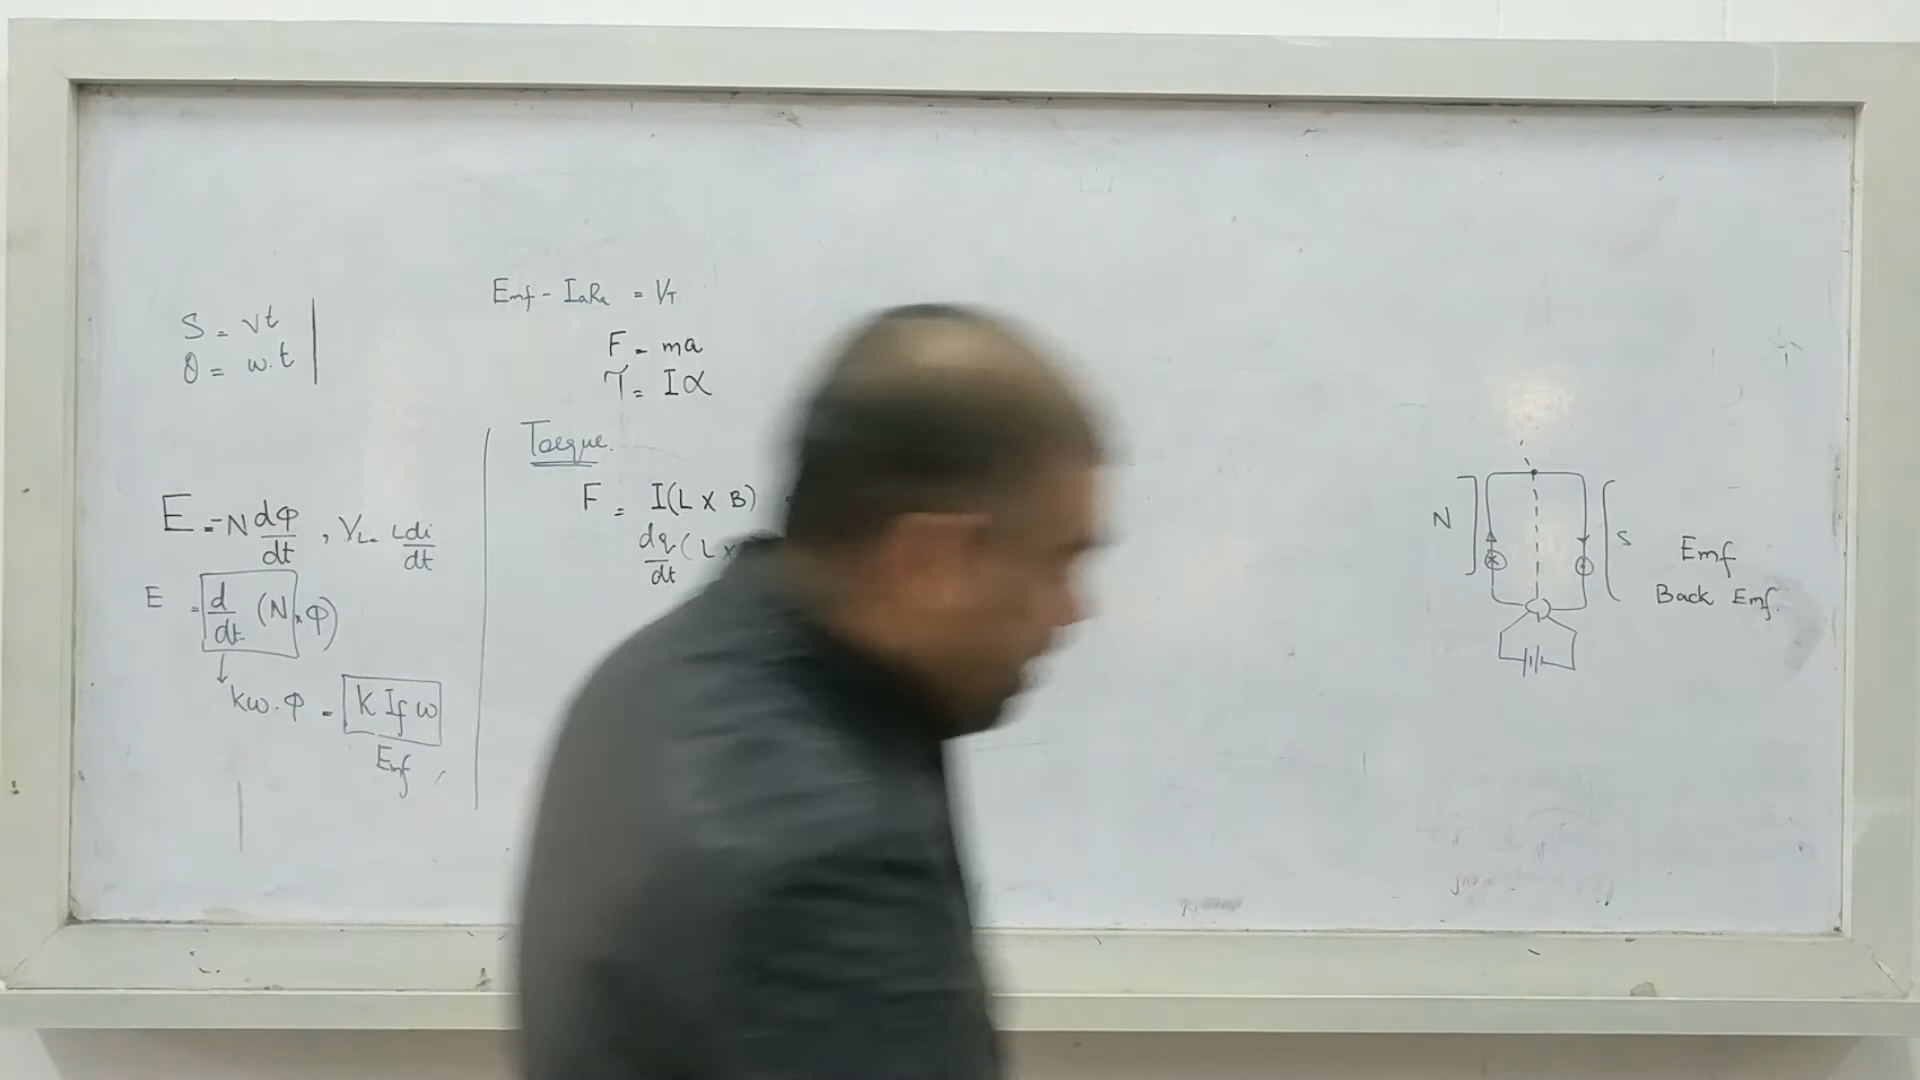 S = vt
θ = ω.t
Emf - IaRa = VT
F = ma
T = Iα
Torque.
F = I(L × B)
dq/dt (L ×
E = -N dφ/dt , VL = L di/dt
E = d/dt (N × φ)
kω.φ = k If ω
Emf
N
S
Emf
Back Emf.